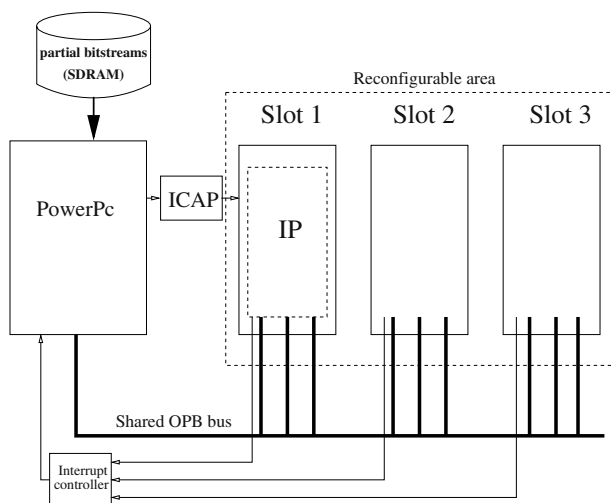 partial bitstreams
(SDRAM)
Reconfigurable area
Slot 1
Slot 2
Slot 3
PowerPc
ICAP
IP
Shared OPB bus
Interrupt
controller